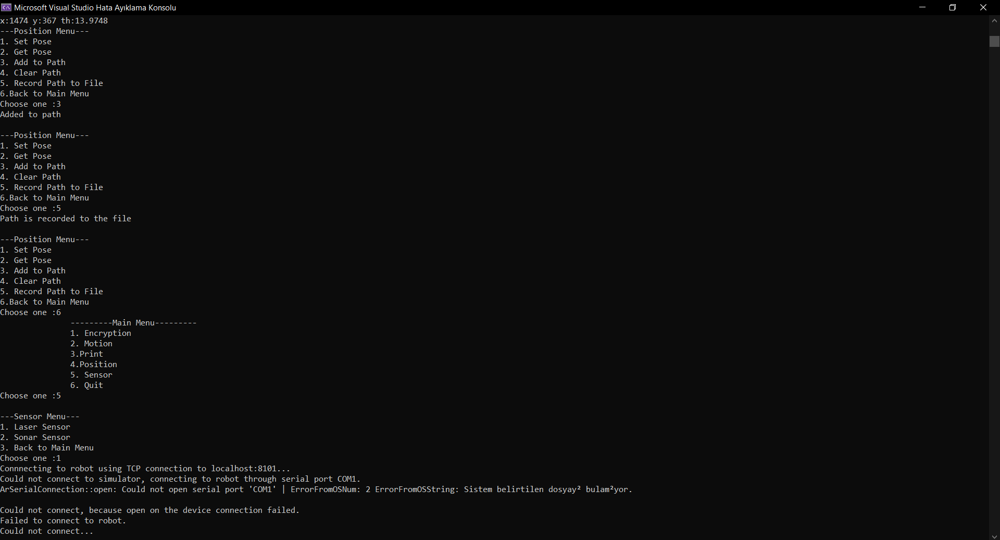 Microsoft Visual Studio Hata Ayıklama Konsolu
x:1474 y:367 th:13.9748
---Position Menu---
1. Set Pose
2. Get Pose
3. Add to Path
4. Clear Path
5. Record Path to File
6.Back to Main Menu
Choose one :3
Added to path
---Position Menu---
1. Set Pose
2. Get Pose
3. Add to Path
4. Clear Path
5. Record Path to File
6.Back to Main Menu
Choose one :5
Path is recorded to the file
---Position Menu---
1. Set Pose
2. Get Pose
3. Add to Path
4. Clear Path
5. Record Path to File
6.Back to Main Menu
Choose one :6
---------Main Menu---------
1. Encryption
2. Motion
3.Print
4.Position
5. Sensor
6. Quit
Choose one :5
---Sensor Menu---
1. Laser Sensor
2. Sonar Sensor
3. Back to Main Menu
Choose one :1
Connnecting to robot using TCP connection to localhost:8101...
Could not connect to simulator, connecting to robot through serial port COM1.
ArSerialConnection::open: Could not open serial port 'COM1' | ErrorFromOSNum: 2 ErrorFromOSString: Sistem belirtilen dosyay² bulam²yor.
Could not connect, because open on the device connection failed.
Failed to connect to robot.
Could not connect...